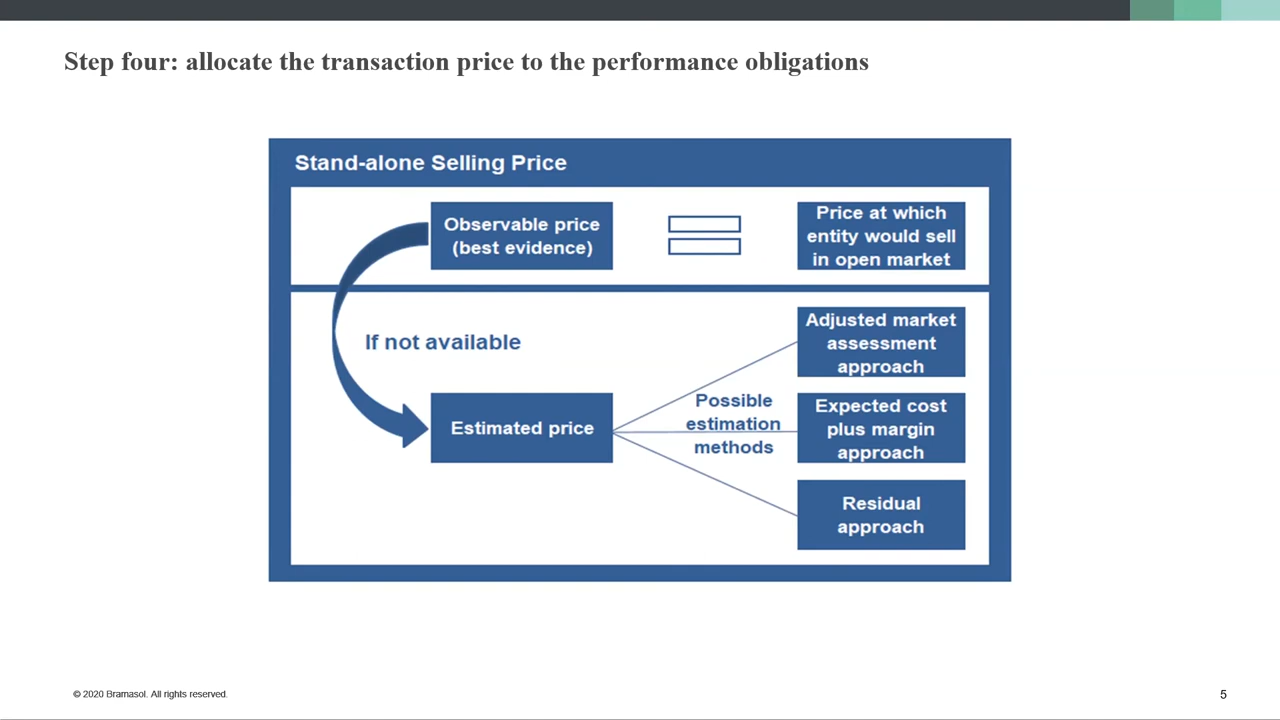 Step four: allocate the transaction price to the performance obligations
Stand-alone Selling Price
Observable price
(best evidence)
Price at which
entity would sell
in open market
If not available
Estimated price
Possible
estimation
methods
Adjusted market
assessment
approach
Expected cost
plus margin
approach
Residual
approach
© 2020 Bramasol. All rights reserved.
5